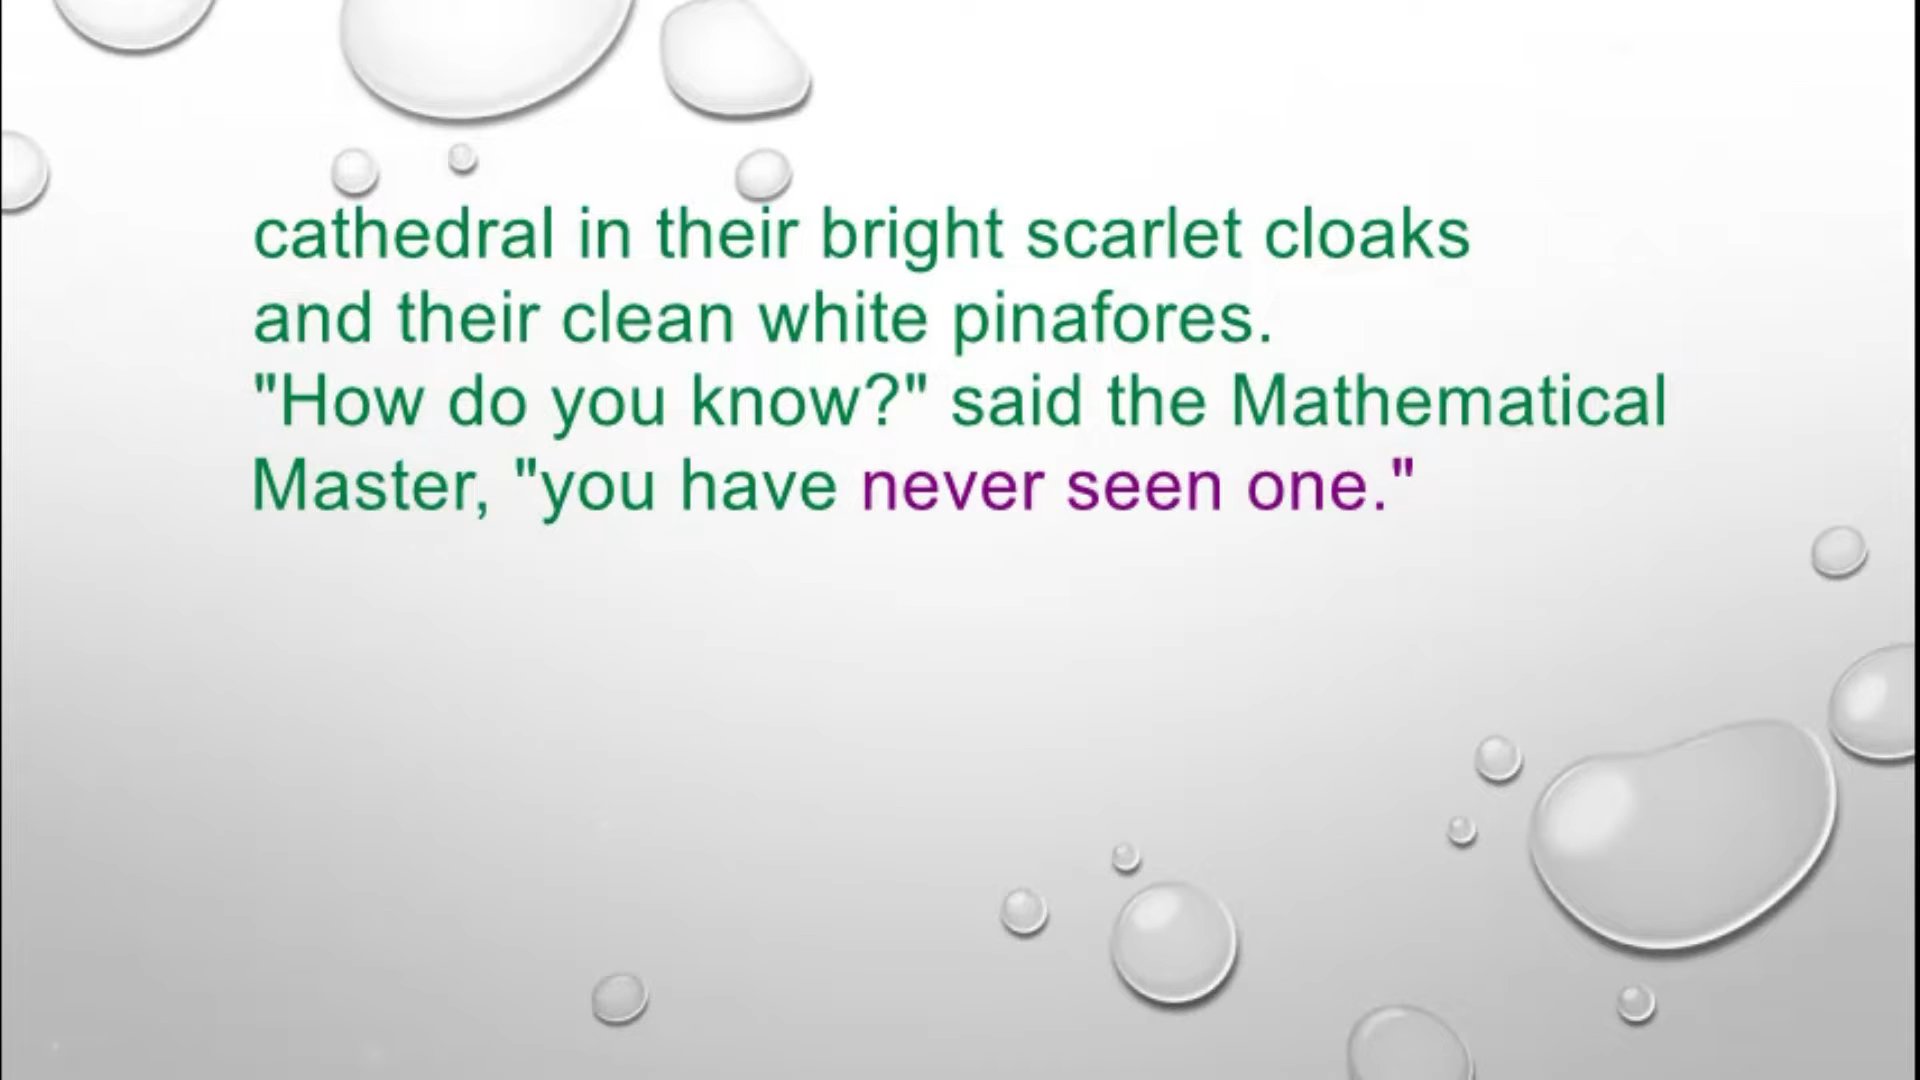 cathedral in their bright scarlet cloaks
and their clean white pinafores.
"How do you know?" said the Mathematical
Master, "you have never seen one."